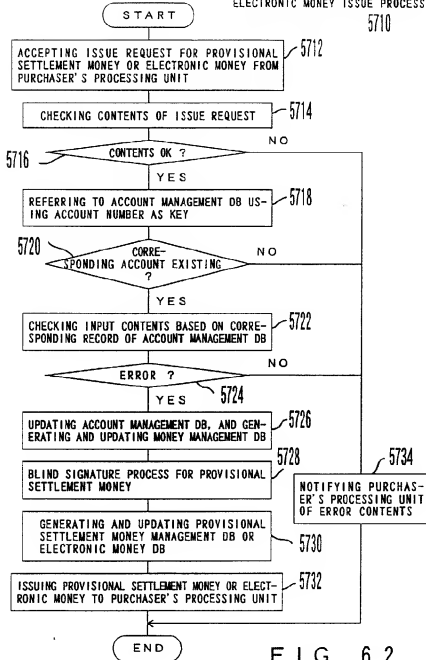 ELECTRONIC MONEY ISSUE PROCESS
5710
START
ACCEPTING ISSUE REQUEST FOR PROVISIONAL
SETTLEMENT MONEY OR ELECTRONIC MONEY FROM
PURCHASER'S PROCESSING UNIT
5712
CHECKING CONTENTS OF ISSUE REQUEST
5714
CONTENTS OK ?
5716
NO
YES
REFERRING TO ACCOUNT MANAGEMENT DB US-
ING ACCOUNT NUMBER AS KEY
5718
5720
CORRE-
SPONDING ACCOUNT EXISTING
?
NO
YES
CHECKING INPUT CONTENTS BASED ON CORRE-
SPONDING RECORD OF ACCOUNT MANAGEMENT DB
5722
ERROR ?
NO
5724
YES
UPDATING ACCOUNT MANAGEMENT DB, AND GEN-
ERATING AND UPDATING MONEY MANAGEMENT DB
5726
BLIND SIGNATURE PROCESS FOR PROVISIONAL
SETTLEMENT MONEY
5728
5734
NOTIFYING PURCHAS-
ER'S PROCESSING UNIT
OF ERROR CONTENTS
GENERATING AND UPDATING PROVISIONAL
SETTLEMENT MONEY MANAGEMENT DB OR
ELECTRONIC MONEY DB
5730
ISSUING PROVISIONAL SETTLEMENT MONEY OR ELECT-
RONIC MONEY TO PURCHASER'S PROCESSING UNIT
5732
END
FIG. 62